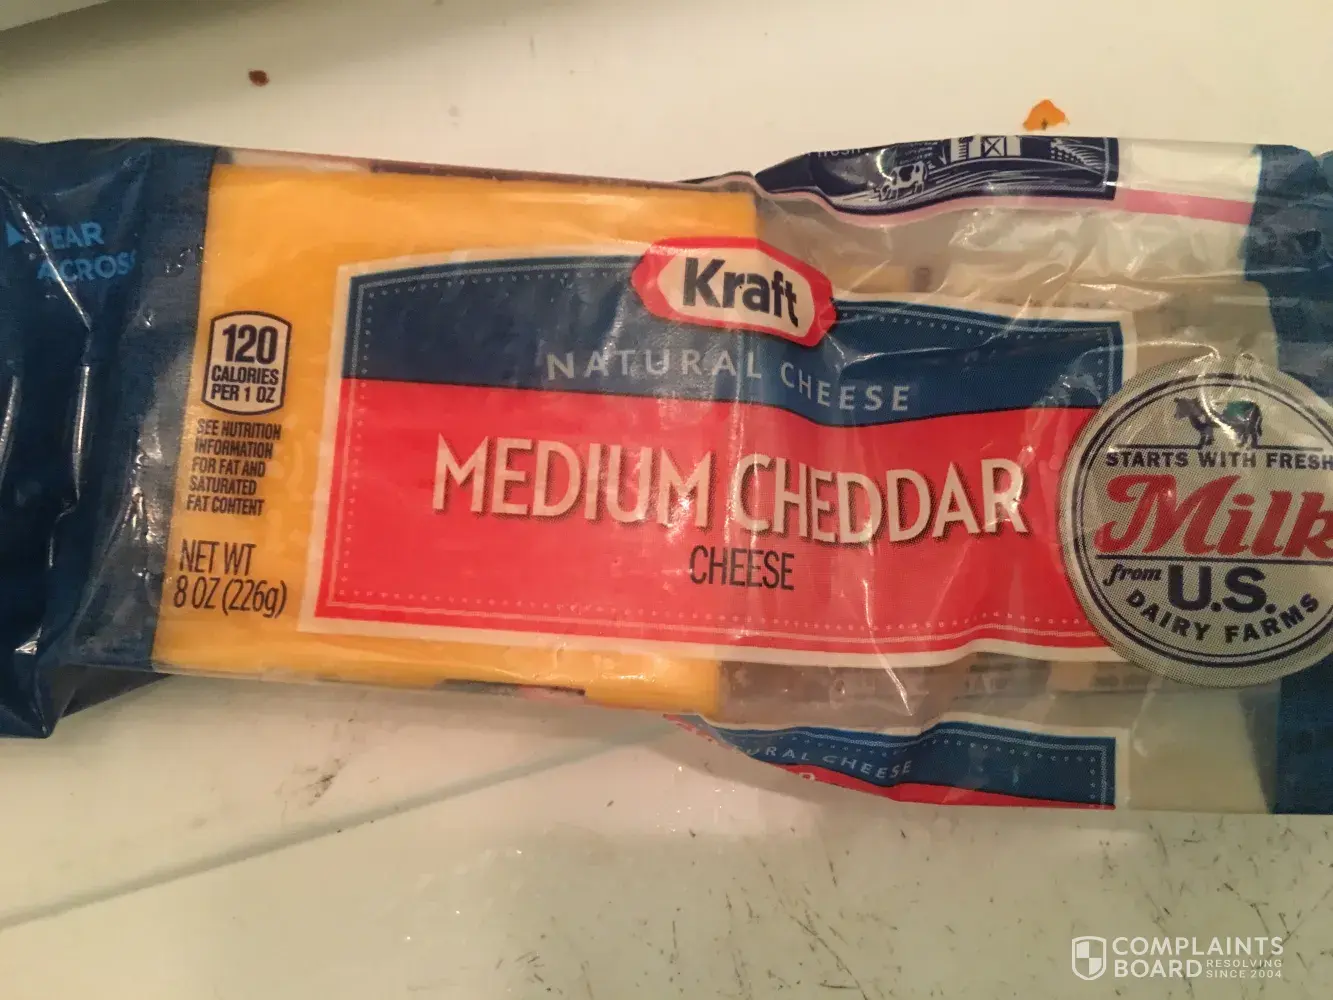 TEAR
ACROSS
120
CALORIES
PER 1 OZ
SEE NUTRITION
INFORMATION
FOR FAT AND
SATURATED
FAT CONTENT
NET WT
8 OZ (226g)
Kraft
NATURAL CHEESE
MEDIUM CHEDDAR
CHEESE
STARTS WITH FRESH
Milk
from U.S.
DAIRY FARMS
URAL CHEESE
COMPLAINTS
BOARD RESOLVING
SINCE 2004